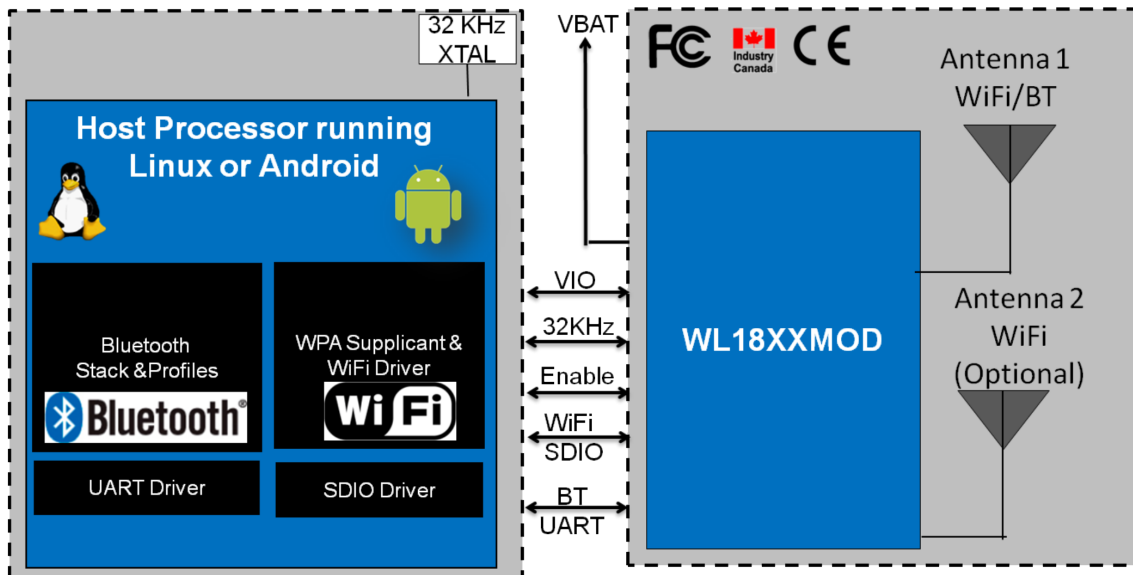 32 KHz
XTAL
Host Processor running
Linux or Android
Bluetooth
Stack &Profiles
Bluetooth®
WPA Supplicant &
WiFi Driver
Wi Fi
UART Driver
SDIO Driver
VBAT
VIO
32KHz
Enable
WiFi
SDIO
BT
UART
FC
Industry
Canada
CE
WL18XXMOD
Antenna 1
WiFi/BT
Antenna 2
WiFi
(Optional)